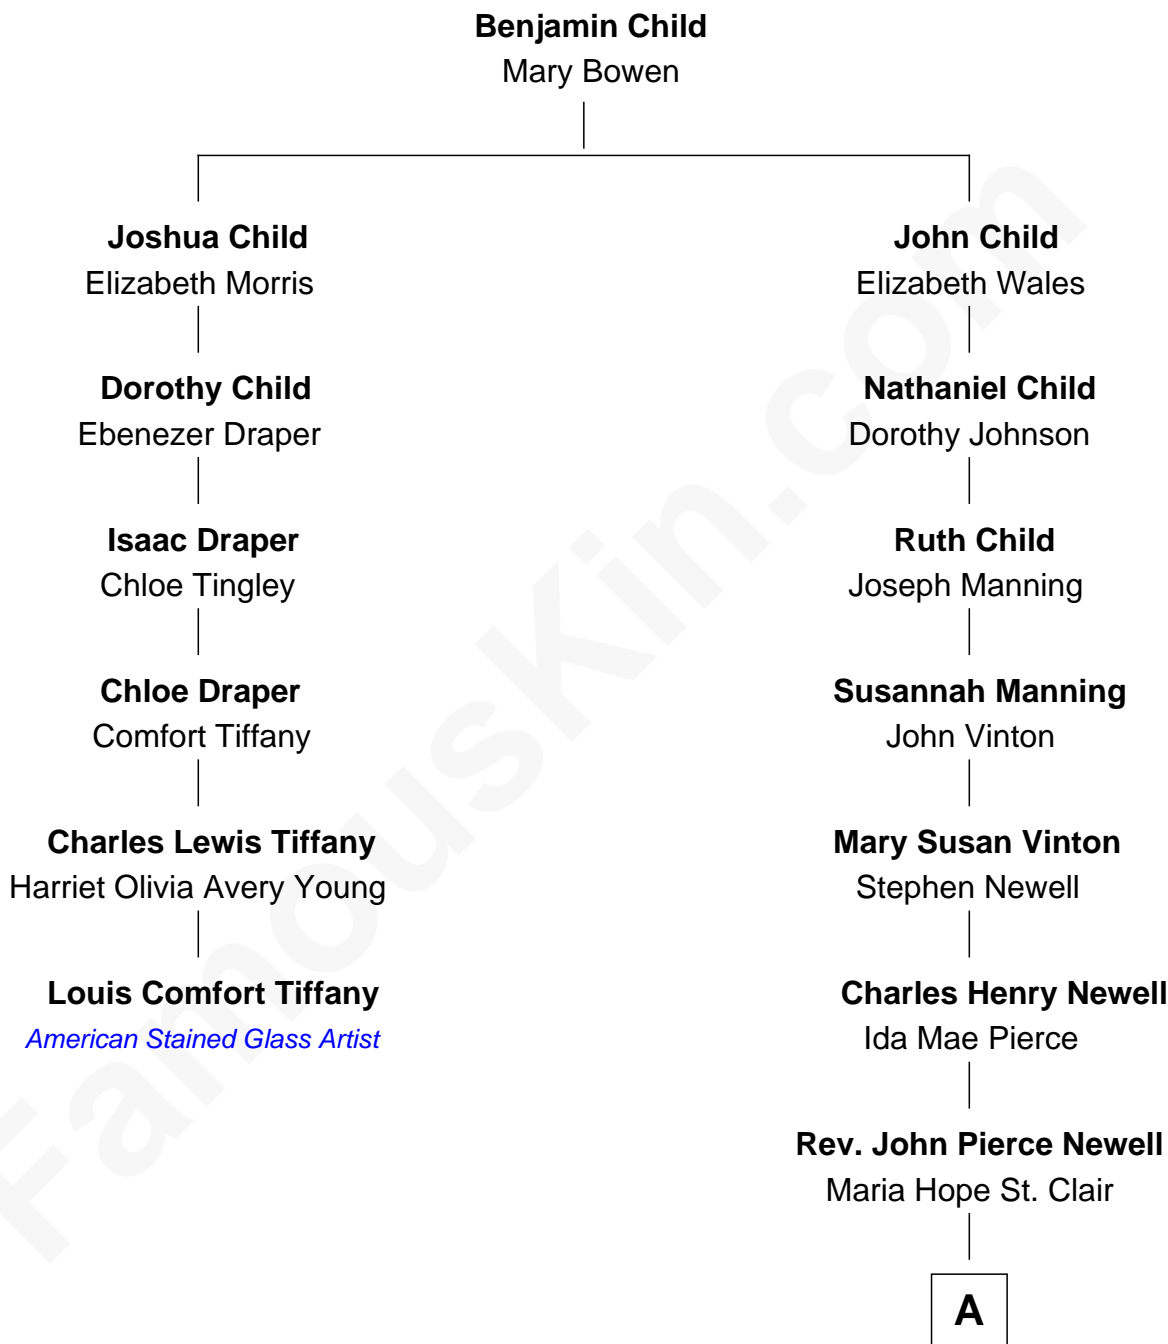 Benjamin Child
Mary Bowen
Joshua Child
Elizabeth Morris
Dorothy Child
Ebenezer Draper
Isaac Draper
Chloe Tingley
Chloe Draper
Comfort Tiffany
Charles Lewis Tiffany
Harriet Olivia Avery Young
Louis Comfort Tiffany
American Stained Glass Artist
John Child
Elizabeth Wales
Nathaniel Child
Dorothy Johnson
Ruth Child
Joseph Manning
Susannah Manning
John Vinton
Mary Susan Vinton
Stephen Newell
Charles Henry Newell
Ida Mae Pierce
Rev. John Pierce Newell
Maria Hope St. Clair
A
FamousKin.com